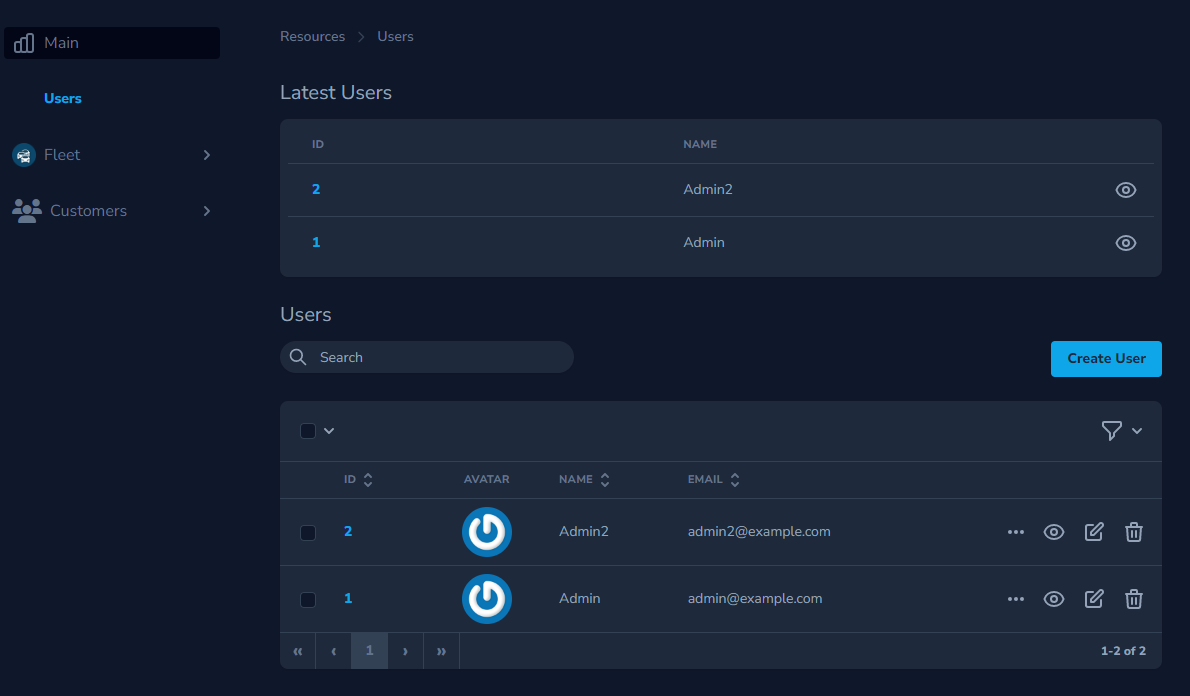 Main
Users
Fleet
Customers
Resources > Users
Latest Users
ID NAME
2 Admin2
1 Admin
Users
Search
Create User
ID AVATAR NAME EMAIL
2 Admin2 admin2@example.com
1 Admin admin@example.com
« ‹ 1 › » 1-2 of 2